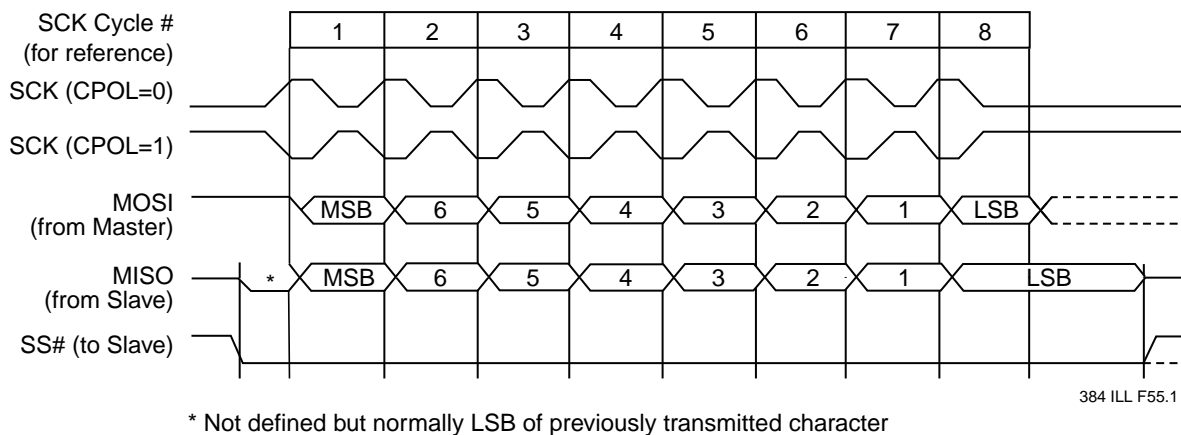 SCK Cycle #
(for reference)
1 2 3 4 5 6 7 8
SCK (CPOL=0)
SCK (CPOL=1)
MOSI
(from Master)
MSB 6 5 4 3 2 1 LSB
MISO
(from Slave)
* MSB 6 5 4 3 2 1 LSB
SS# (to Slave)
384 ILL F55.1
* Not defined but normally LSB of previously transmitted character